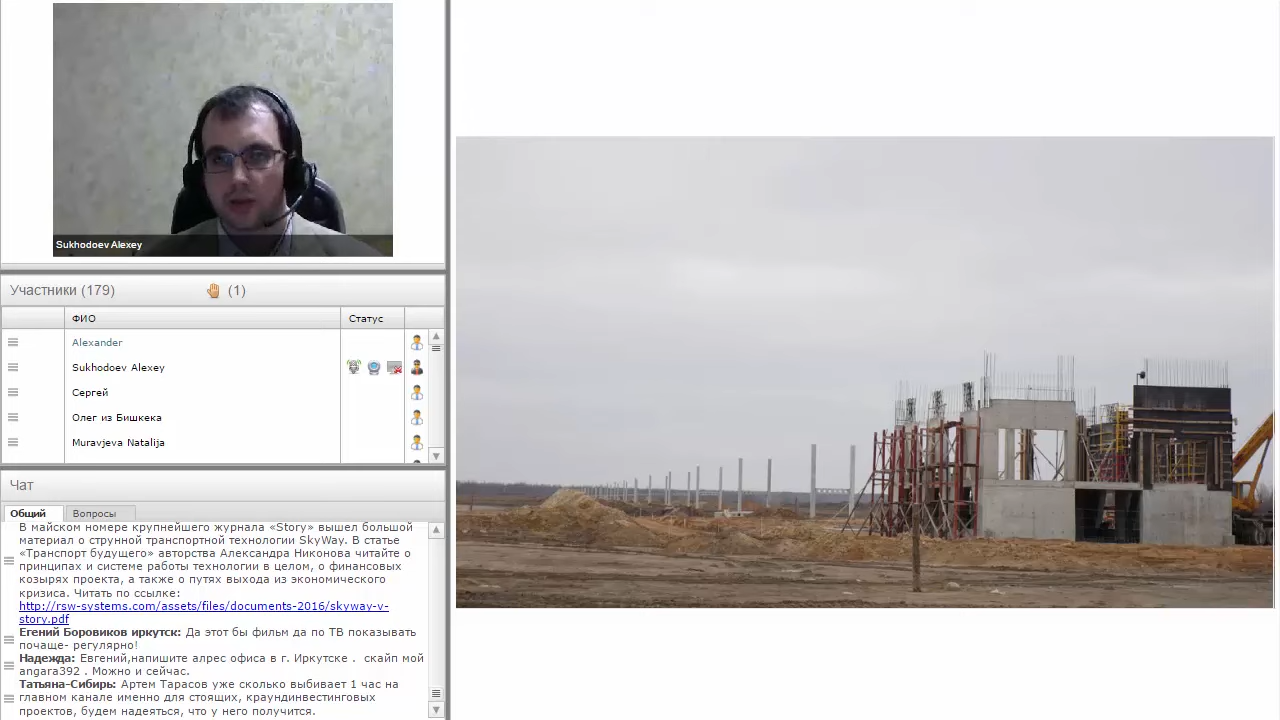 Sukhodoev Alexey
Участники (179)
(1)
ФИО
Статус
Alexander
Sukhodoev Alexey
Сергей
Олег из Бишкека
Muravjeva Natalija
Чат
Общий
Вопросы
В майском номере крупнейшего журнала «Story» вышел большой
материал о струнной транспортной технологии SkyWay. В статье
«Транспорт будущего» авторства Александра Никонова читайте о
принципах и системе работы технологии в целом, о финансовых
козырях проекта, а также о путях выхода из экономического
кризиса. Читать по ссылке:
http://rsw-systems.com/assets/files/documents-2016/skyway-v-
story.pdf
Егений Боровиков иркутск: Да этот бы фильм да по ТВ показывать
почаще- регулярно!
Надежда: Евгений,напишите алрес офиса в г. Иркутске . скайп мой
angara392 . Можно и сейчас.
Татьяна-Сибирь: Артем Тарасов уже сколько выбивает 1 час на
главном канале именно для стоящих, краундинвестинговых
проектов, будем надеяться, что у него получится.